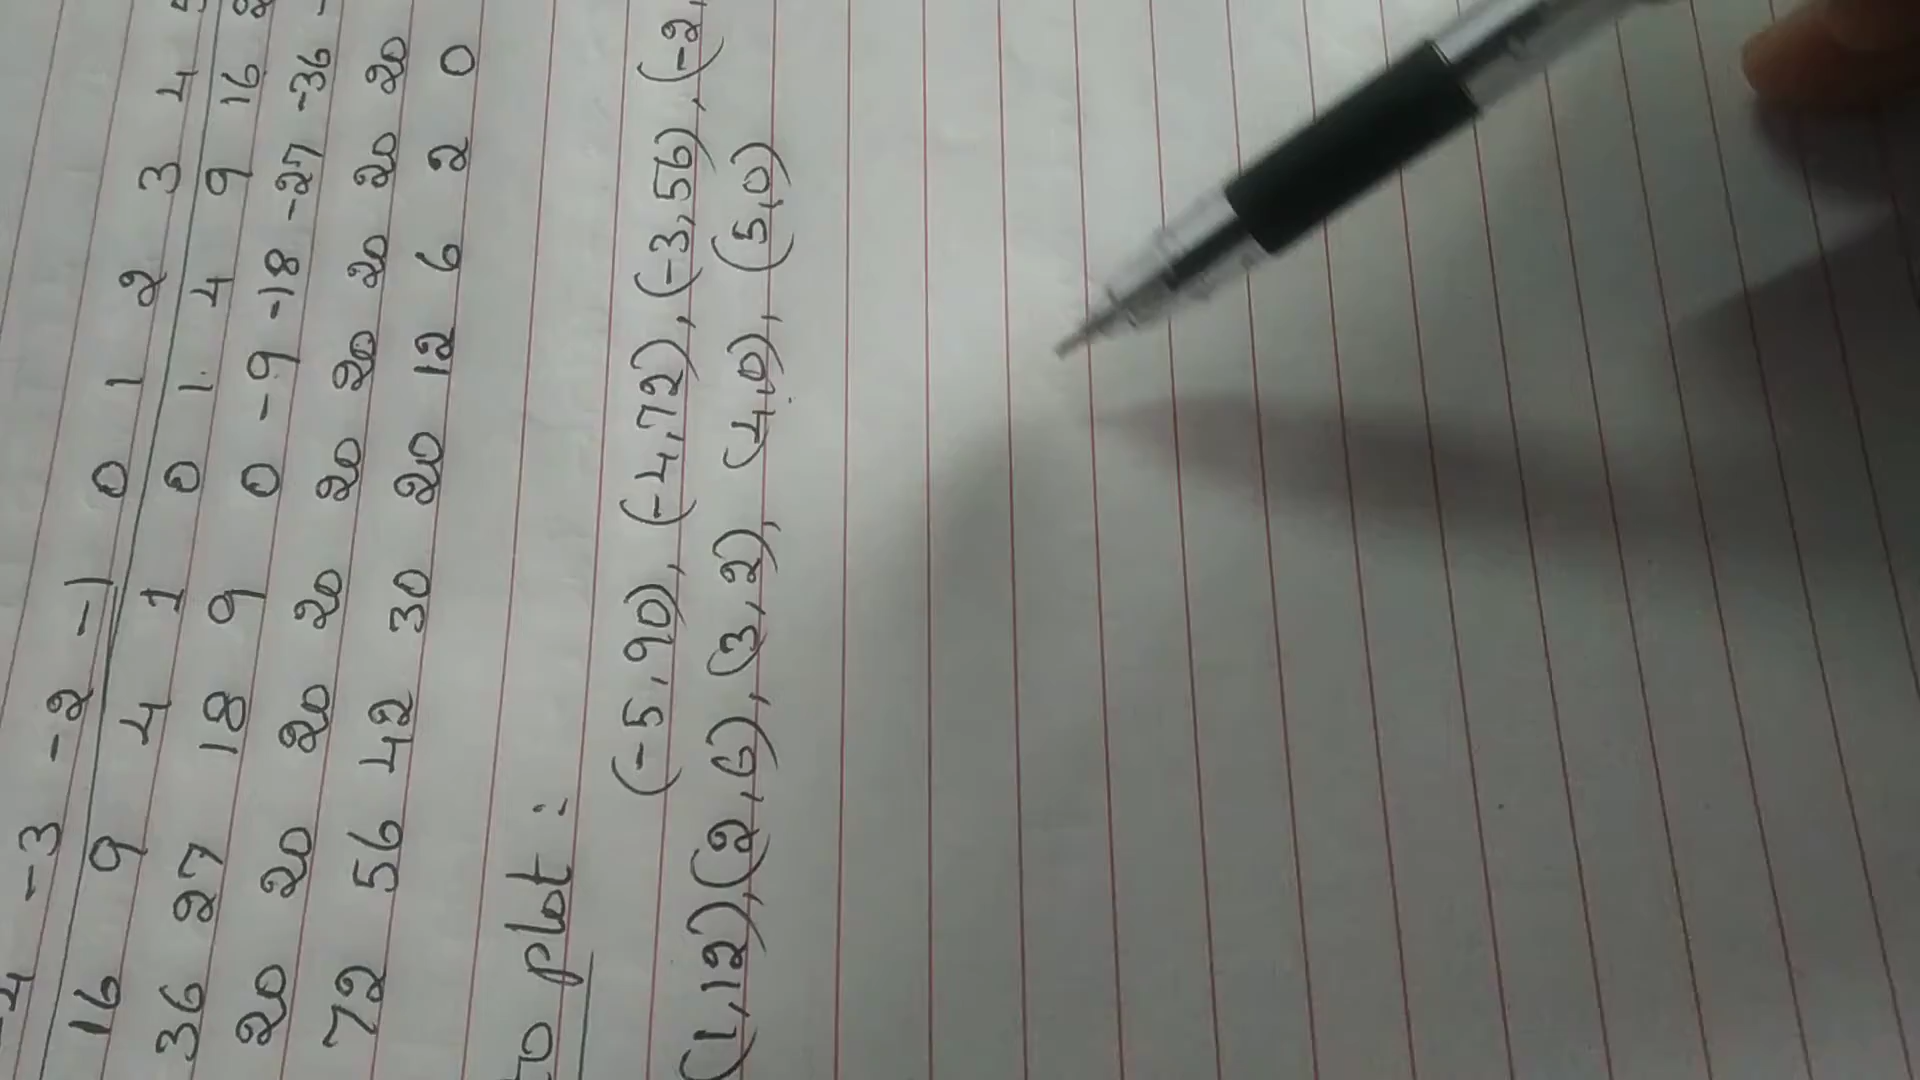 -4 -3 -2 -1 0 1 2 3 4
16 9 4 1 0 1 4 9 16
36 27 18 9 0 -9 -18 -27 -36 -
20 20 20 20 20 20 20 20 20
72 56 42 30 20 12 6 2 0
to plot :
(-5,90), (-4,72), (-3,56), (-2,
(1,12), (2,6), (3,2), (4,0), (5,0)